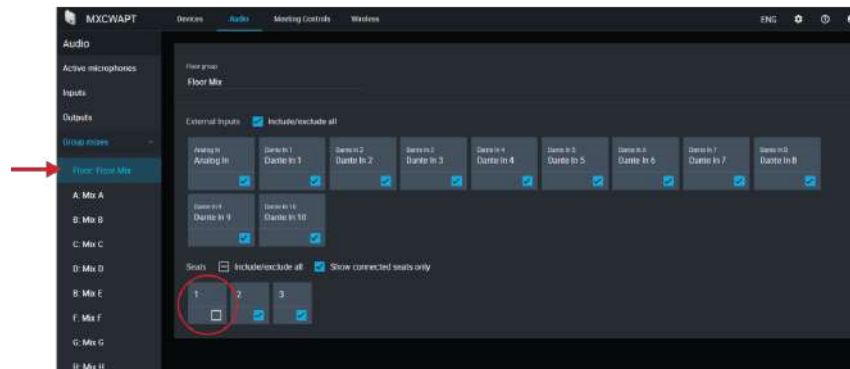 MXCWAPT
Devices Audio Meeting Controls Wireless
ENG
Audio
Active microphones
Inputs
Outputs
Group mixes
Floor: Floor Mix
A: Mix A
B: Mix B
C: Mix C
D: Mix D
B: Mix E
F: Mix F
G: Mix G
H: Mix H
Floor group
Floor Mix
External Inputs Include/exclude all
Analog In Dante In 1 Dante In 2 Dante In 3 Dante In 4 Dante In 5 Dante In 6 Dante In 7 Dante In 8
Analog In Dante In 1 Dante In 2 Dante In 3 Dante In 4 Dante In 5 Dante In 6 Dante In 7 Dante In 8
Dante In 9 Dante In 10
Dante In 9 Dante In 10
Seats Include/exclude all Show connected seats only
1 2 3